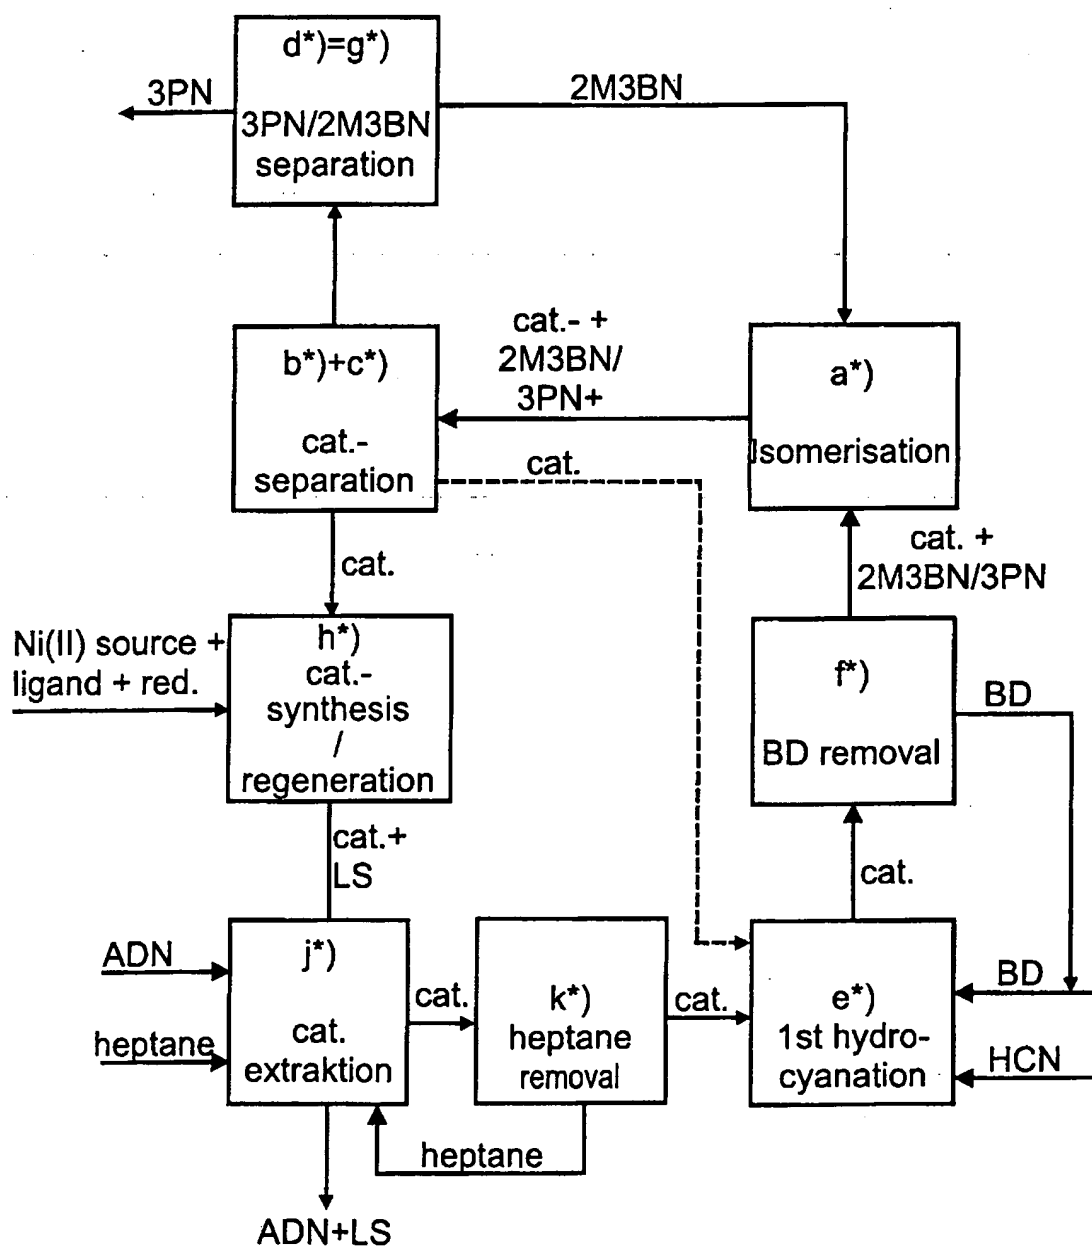 d*)=g*)
3PN/2M3BN
separation
3PN
2M3BN
b*)+c*)
cat.-
separation
cat.- +
2M3BN/
3PN+
a*)
Isomerisation
cat.
cat.
cat. +
2M3BN/3PN
Ni(II) source +
ligand + red.
h*)
cat.-
synthesis
/
regeneration
f*)
BD removal
BD
cat.+
LS
cat.
ADN
heptane
j*)
cat.
extraktion
cat.
k*)
heptane
removal
cat.
e*)
1st hydro-
cyanation
BD
HCN
heptane
ADN+LS